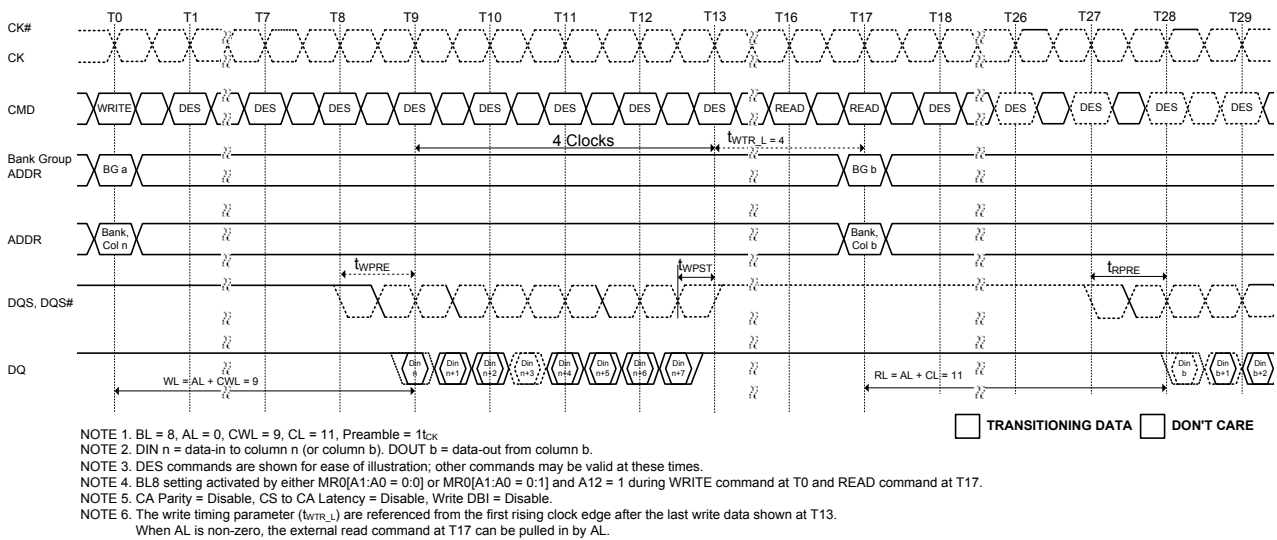 T0 T1 T7 T8 T9 T10 T11 T12 T13 T16 T17 T18 T26 T27 T28 T29
CK#
CK
CMD WRITE DES DES DES DES DES DES DES DES READ READ DES DES DES DES DES
4 Clocks tWTR_L = 4
Bank Group
ADDR
BG a BG b
ADDR
Bank,
Col n
Bank,
Col b
tWPRE tWPST tRPRE
DQS, DQS#
DQ
Din
n
Din
n+1
Din
n+2
Din
n+3
Din
n+4
Din
n+5
Din
n+6
Din
n+7
Din
b
Din
b+1
Din
b+2
WL = AL + CWL = 9 RL = AL + CL = 11
TRANSITIONING DATA DON'T CARE
NOTE 1. BL = 8, AL = 0, CWL = 9, CL = 11, Preamble = 1tCK
NOTE 2. DIN n = data-in to column n (or column b). DOUT b = data-out from column b.
NOTE 3. DES commands are shown for ease of illustration; other commands may be valid at these times.
NOTE 4. BL8 setting activated by either MR0[A1:A0 = 0:0] or MR0[A1:A0 = 0:1] and A12 = 1 during WRITE command at T0 and READ command at T17.
NOTE 5. CA Parity = Disable, CS to CA Latency = Disable, Write DBI = Disable.
NOTE 6. The write timing parameter (tWTR_L) are referenced from the first rising clock edge after the last write data shown at T13.
When AL is non-zero, the external read command at T17 can be pulled in by AL.